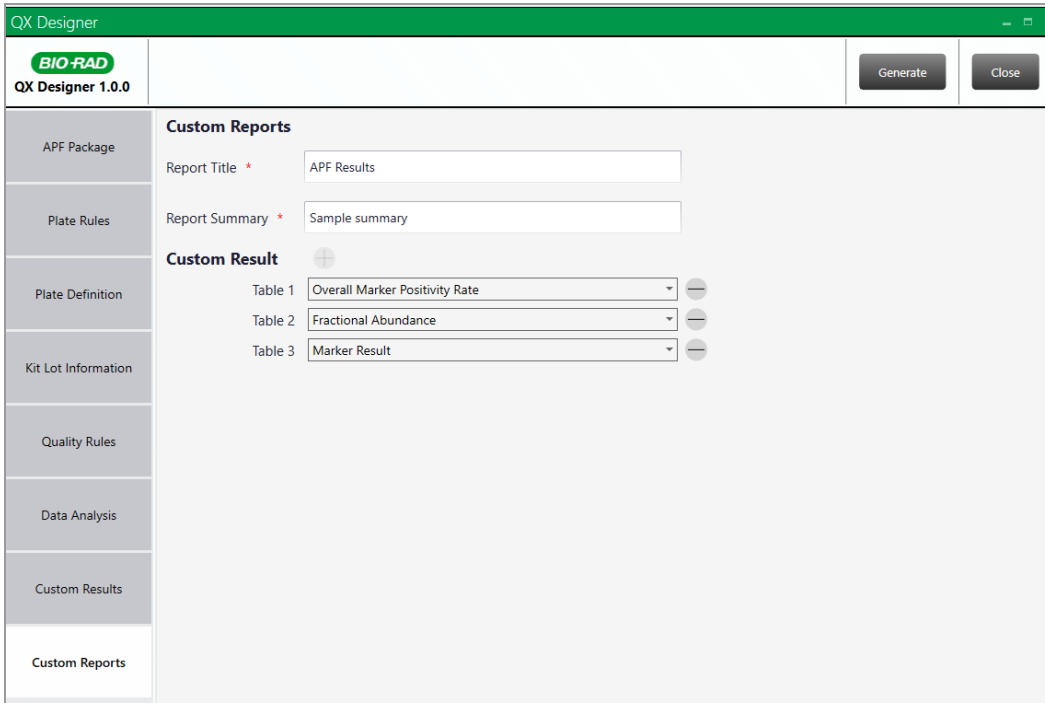 QX Designer
BIO-RAD
QX Designer 1.0.0
Generate
Close
APF Package
Plate Rules
Plate Definition
Kit Lot Information
Quality Rules
Data Analysis
Custom Results
Custom Reports
Custom Reports
Report Title * APF Results
Report Summary * Sample summary
Custom Result
Table 1 Overall Marker Positivity Rate
Table 2 Fractional Abundance
Table 3 Marker Result